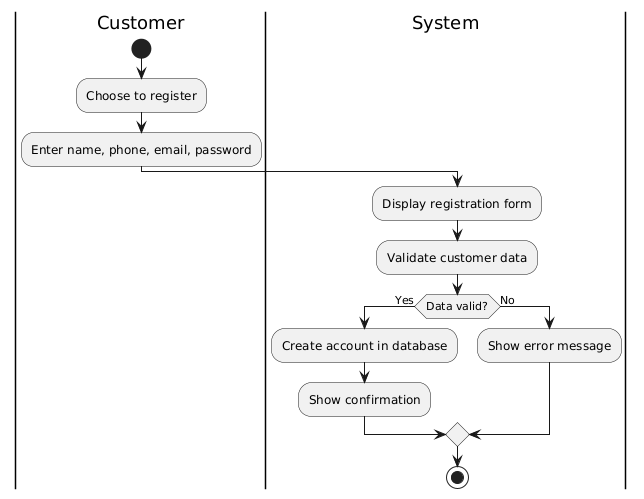 Customer
System
Choose to register
Enter name, phone, email, password
Display registration form
Validate customer data
Yes
Data valid?
No
Create account in database
Show error message
Show confirmation